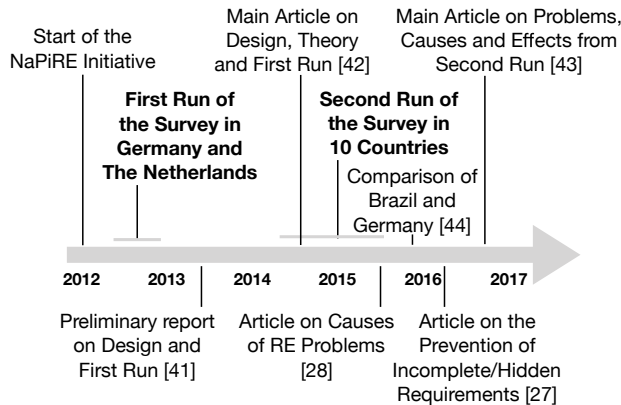 Start of the
NaPiRE Initiative
Main Article on
Design, Theory
and First Run [42]
Main Article on Problems,
Causes and Effects from
Second Run [43]
First Run of
the Survey in
Germany and
The Netherlands
Second Run of
the Survey in
10 Countries
Comparison of
Brazil and
Germany [44]
2012 2013 2014 2015 2016 2017
Preliminary report
on Design and
First Run [41]
Article on Causes
of RE Problems
[28]
Article on the
Prevention of
Incomplete/Hidden
Requirements [27]